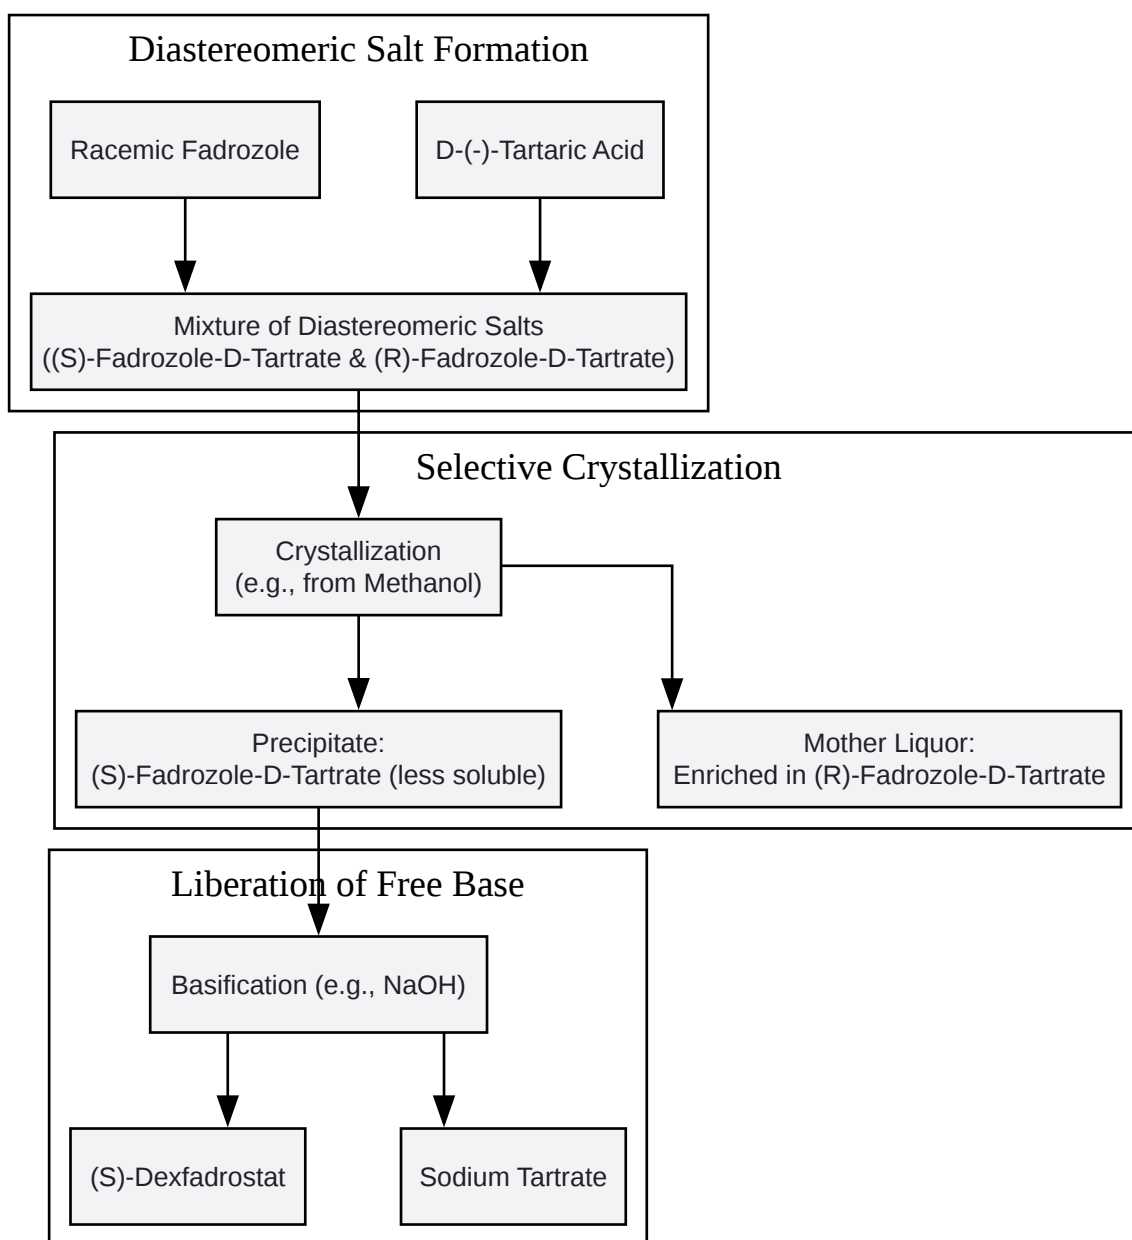 Diastereomeric Salt Formation
Racemic Fadrozole
D-(-)-Tartaric Acid
Mixture of Diastereomeric Salts
((S)-Fadrozole-D-Tartrate & (R)-Fadrozole-D-Tartrate)
Selective Crystallization
Crystallization
(e.g., from Methanol)
Precipitate:
(S)-Fadrozole-D-Tartrate (less soluble)
Mother Liquor:
Enriched in (R)-Fadrozole-D-Tartrate
Liberation of Free Base
Basification (e.g., NaOH)
(S)-Dexfadrostat
Sodium Tartrate